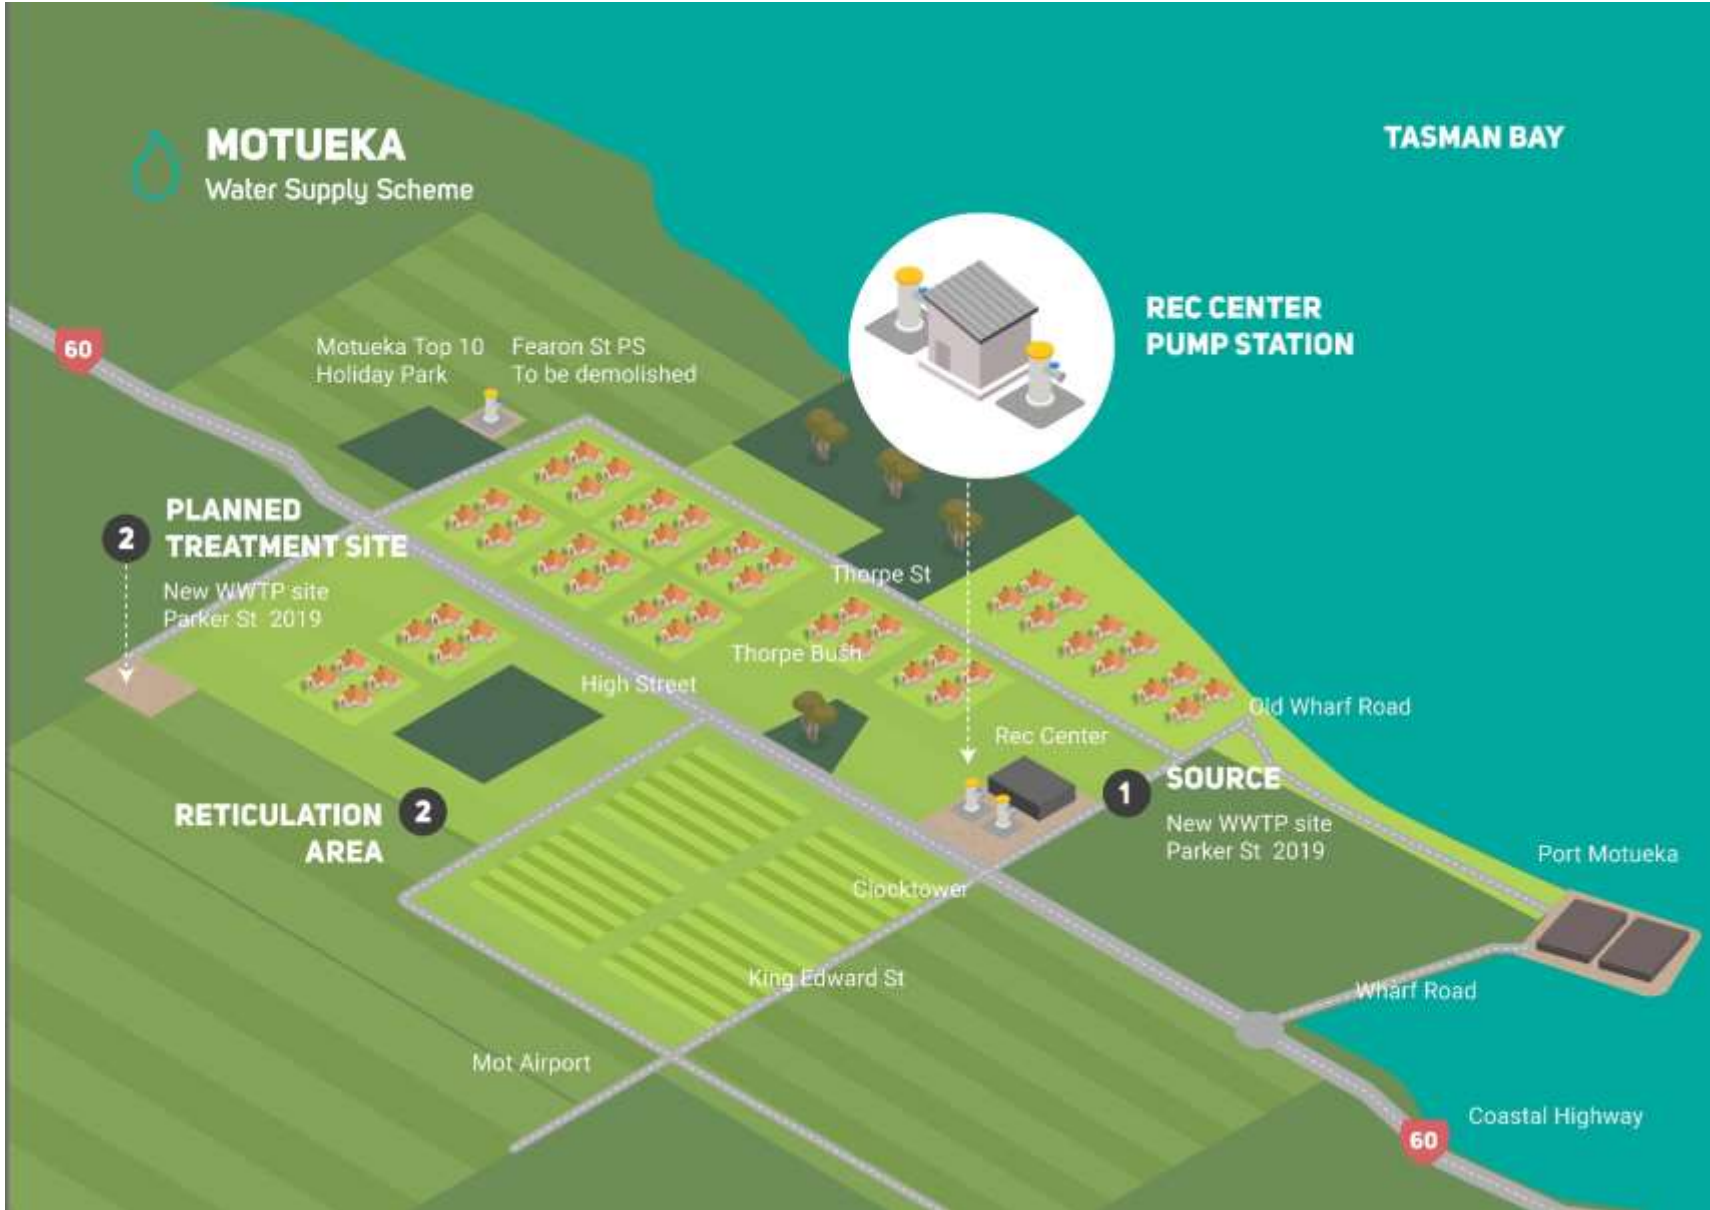 MOTUEKA
Water Supply Scheme
TASMAN BAY
REC CENTER
PUMP STATION
60
Motueka Top 10
Holiday Park
Fearon St PS
To be demolished
2
PLANNED
TREATMENT SITE
New WWTP site
Parker St 2019
Thorpe St
Thorpe Bush
High Street
Old Wharf Road
Rec Center
1
SOURCE
New WWTP site
Parker St 2019
RETICULATION
AREA
2
Port Motueka
Clocktower
King Edward St
Wharf Road
Mot Airport
Coastal Highway
60